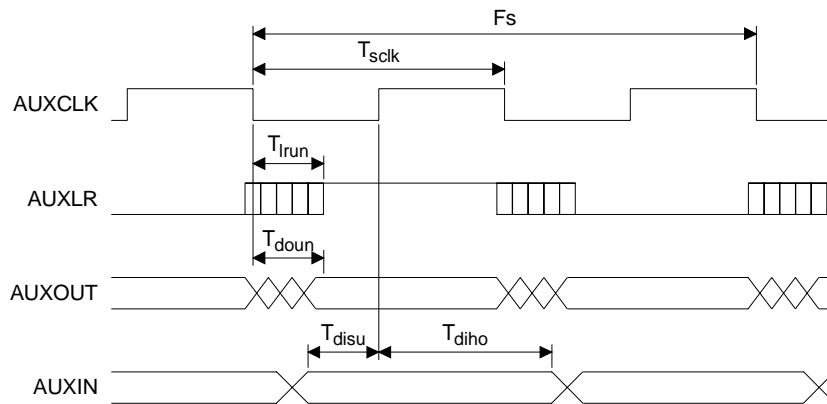 Fs
Tsclk
AUXCLK
Tlrun
AUXLR
Tdoun
AUXOUT
Tdisu
Tdiho
AUXIN